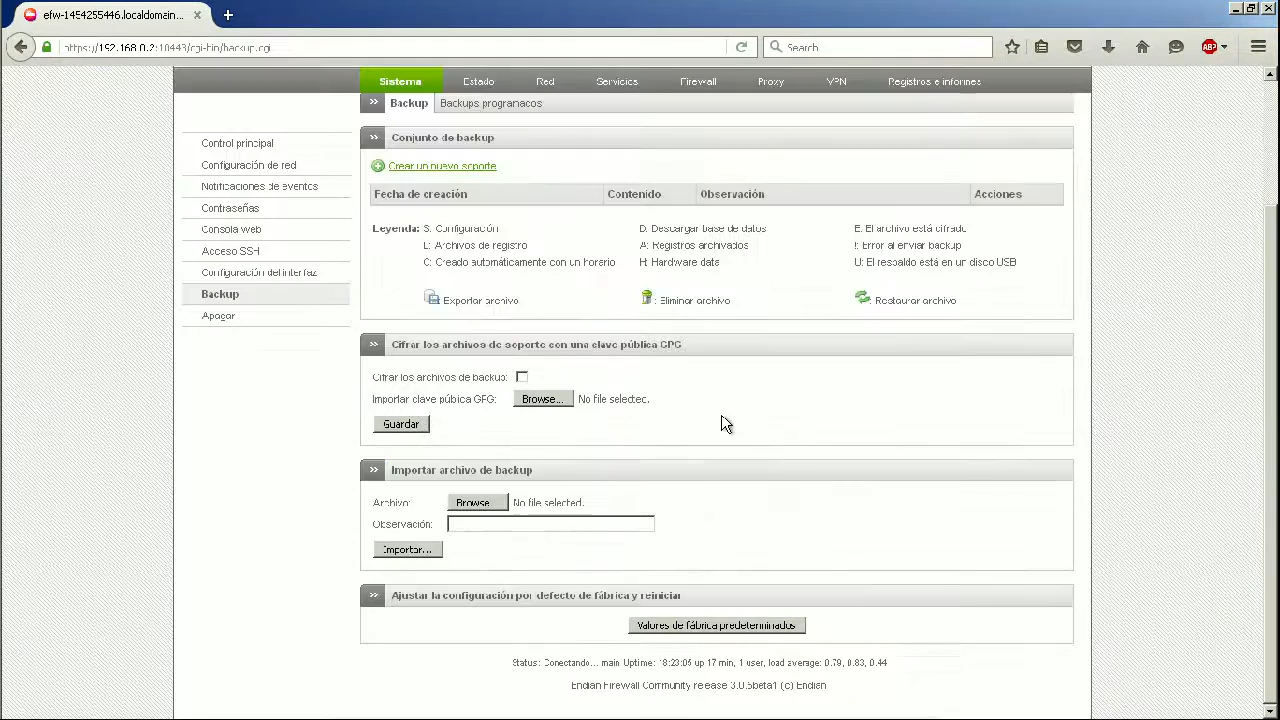 efw-1454255446.localdomain...
https://192.168.0.2:10443/cgi-bin/backup.cgi
Search
ABP
Sistema Estado Red Servicios Firewall Proxy VPN Registros e informes
Backup Backups programados
Control principal
Configuración de red
Notificaciones de eventos
Contraseñas
Consola web
Acceso SSH
Configuración del interfaz
Backup
Apagar
Conjunto de backup
Crear un nuevo soporte
Fecha de creación Contenido Observación Acciones
Leyenda: S: Configuración D: Descargar base de datos E: El archivo está cifrado
L: Archivos de registro A: Registros archivados !: Error al enviar backup
C: Creado automáticamente con un horario H: Hardware data U: El respaldo está en un disco USB
: Exportar archivo : Eliminar archivo : Restaurar archivo
Cifrar los archivos de soporte con una clave pública GPG
Cifrar los archivos de backup:
Importar clave púbica GPG: Browse... No file selected.
Guardar
Importar archivo de backup
Archivo: Browse... No file selected.
Observación:
Importar...
Ajustar la configuración por defecto de fábrica y reiniciar
Valores de fábrica predeterminados
Status: Conectando... main Uptime: 18:23:06 up 17 min, 1 user, load average: 0.79, 0.83, 0.44
Endian Firewall Community release 3.0.5beta1 (c) Endian